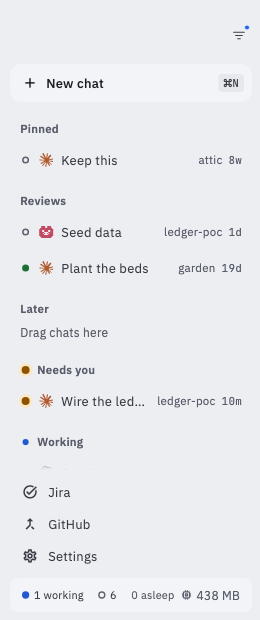 New chat ⌘N
Pinned
Keep this attic 8w
Reviews
Seed data ledger-poc 1d
Plant the beds garden 19d
Later
Drag chats here
Needs you
Wire the led... ledger-poc 10m
Working
Jira
GitHub
Settings
1 working 6 0 asleep 438 MB